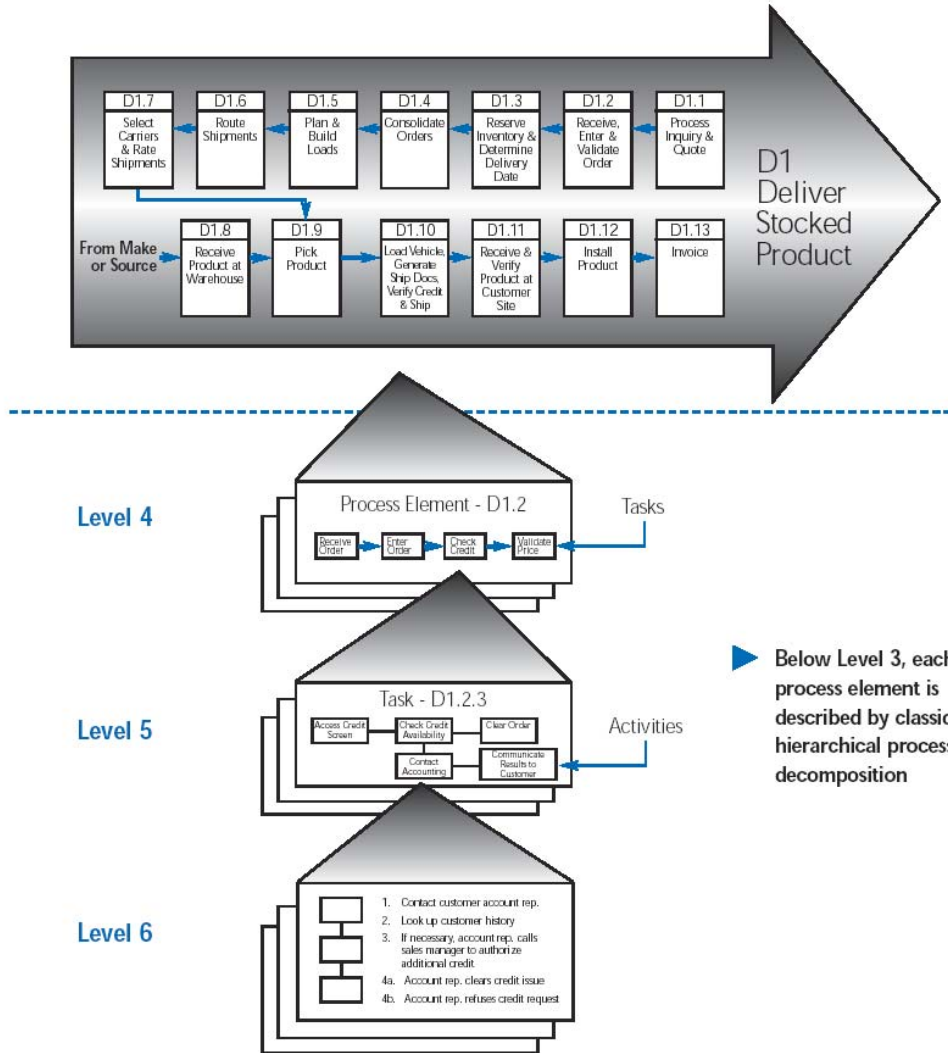 D1.7
Select
Carriers
& Rate
Shipments
D1.6
Route
Shipments
D1.5
Plan &
Build
Loads
D1.4
Consolidate
Orders
D1.3
Reserve
Inventory &
Determine
Delivery
Date
D1.2
Receive,
Enter &
Validate
Order
D1.1
Process
Inquiry &
Quote
D1
Deliver
Stocked
Product
From Make
or Source
D1.8
Receive
Product at
Warehouse
D1.9
Pick
Product
D1.10
Load Vehicle,
Generate
Ship Docs,
Verify Credit
& Ship
D1.11
Receive &
Verify
Product at
Customer
Site
D1.12
Install
Product
D1.13
Invoice
Level 4
Process Element - D1.2
Receive
Order
Enter
Order
Check
Credit
Validate
Price
Tasks
Level 5
Task - D1.2.3
Access Credit
Screen
Check Credit
Availability
Clear Order
Contact
Accounting
Communicate
Results to
Customer
Activities
Below Level 3, each
process element is
described by classic
hierarchical process
decomposition
Level 6
1. Contact customer account rep.
2. Look up customer history
3. If necessary, account rep. calls
sales manager to authorize
additional credit
4a. Account rep. clears credit issue
4b. Account rep. refuses credit request